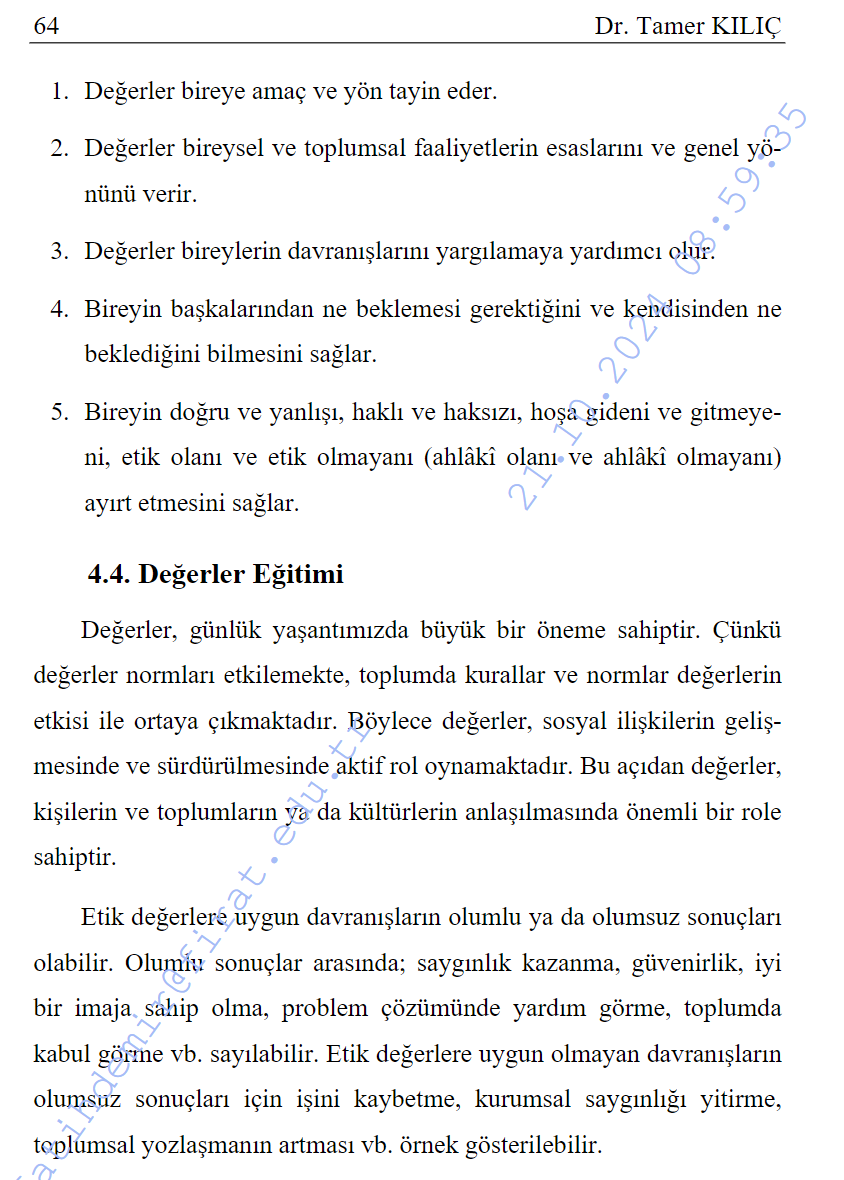 64 Dr. Tamer KILIÇ
1. Değerler bireye amaç ve yön tayin eder.
2. Değerler bireysel ve toplumsal faaliyetlerin esaslarını ve genel yö-
nünü verir.
3. Değerler bireylerin davranışlarını yargılamaya yardımcı olur.
4. Bireyin başkalarından ne beklemesi gerektiğini ve kendisinden ne
beklediğini bilmesini sağlar.
5. Bireyin doğru ve yanlışı, haklı ve haksızı, hoşa gideni ve gitmeye-
ni, etik olanı ve etik olmayanı (ahlâkî olanı ve ahlâkî olmayanı)
ayırt etmesini sağlar.
4.4. Değerler Eğitimi
Değerler, günlük yaşantımızda büyük bir öneme sahiptir. Çünkü
değerler normları etkilemekte, toplumda kurallar ve normlar değerlerin
etkisi ile ortaya çıkmaktadır. Böylece değerler, sosyal ilişkilerin geliş-
mesinde ve sürdürülmesinde aktif rol oynamaktadır. Bu açıdan değerler,
kişilerin ve toplumların ya da kültürlerin anlaşılmasında önemli bir role
sahiptir.
Etik değerlere uygun davranışların olumlu ya da olumsuz sonuçları
olabilir. Olumlu sonuçlar arasında; saygınlık kazanma, güvenirlik, iyi
bir imaja sahip olma, problem çözümünde yardım görme, toplumda
kabul görme vb. sayılabilir. Etik değerlere uygun olmayan davranışların
olumsuz sonuçları için işini kaybetme, kurumsal saygınlığı yitirme,
toplumsal yozlaşmanın artması vb. örnek gösterilebilir.
fatihdemir@firat.edu.tr
21.10.2024 08:59:35